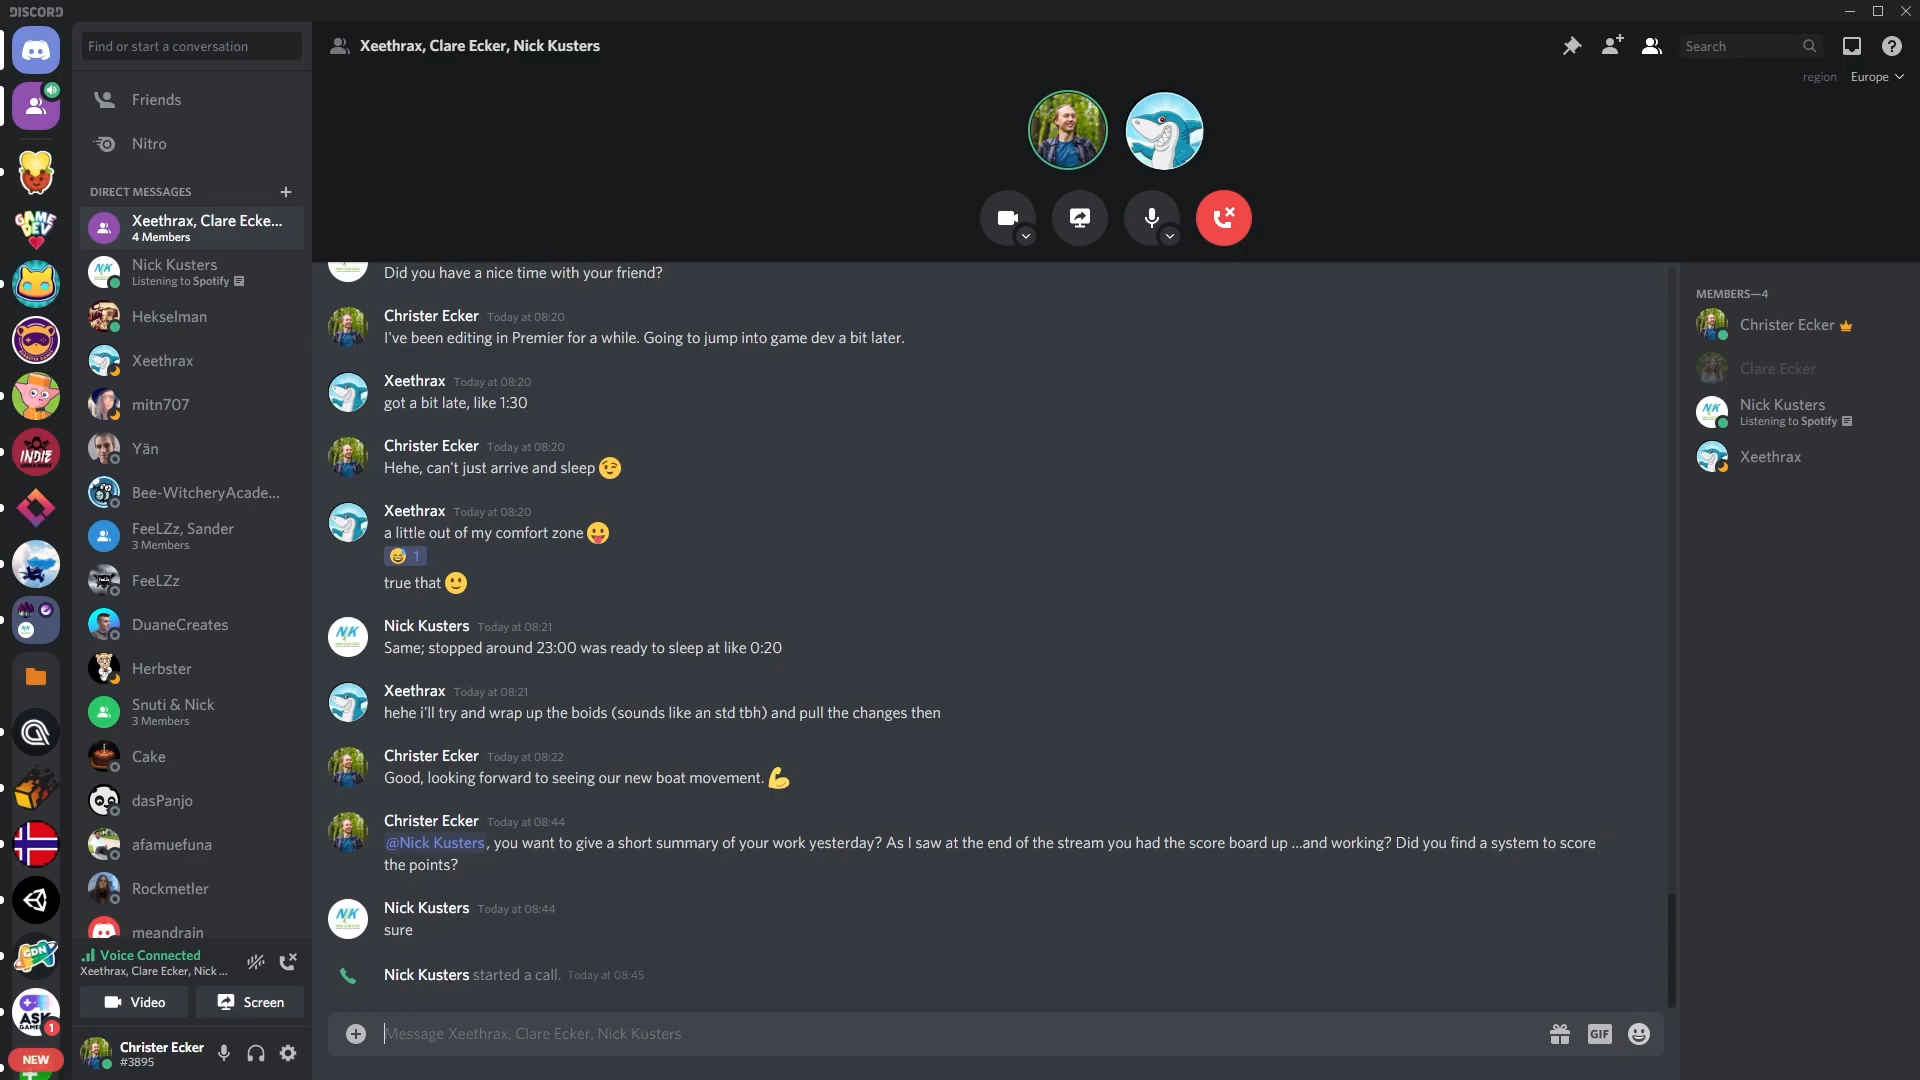 DISCORD
Find or start a conversation
Friends
Nitro
DIRECT MESSAGES
Xeethrax, Clare Ecke...
4 Members
Nick Kusters
Listening to Spotify
Hekselman
Xeethrax
mitn707
Yän
Bee-WitcheryAcade...
FeeLZz, Sander
3 Members
FeeLZz
DuaneCreates
Herbster
Snuti & Nick
3 Members
Cake
dasPanjo
afamuefuna
Rockmetler
meandrain
Voice Connected
Xeethrax, Clare Ecker, Nick ...
Video
Screen
Christer Ecker
#3895
GAME
DEV
INDIE
GDN
ASK
GAMEDEV
1
NEW
Xeethrax, Clare Ecker, Nick Kusters
Search
region
Europe
Did you have a nice time with your friend?
Christer Ecker Today at 08:20
I've been editing in Premier for a while. Going to jump into game dev a bit later.
Xeethrax Today at 08:20
got a bit late, like 1:30
Christer Ecker Today at 08:20
Hehe, can't just arrive and sleep
Xeethrax Today at 08:20
a little out of my comfort zone
1
true that
Nick Kusters Today at 08:21
Same; stopped around 23:00 was ready to sleep at like 0:20
Xeethrax Today at 08:21
hehe i'll try and wrap up the boids (sounds like an std tbh) and pull the changes then
Christer Ecker Today at 08:22
Good, looking forward to seeing our new boat movement.
Christer Ecker Today at 08:44
@Nick Kusters, you want to give a short summary of your work yesterday? As I saw at the end of the stream you had the score board up ...and working? Did you find a system to score
the points?
Nick Kusters Today at 08:44
sure
Nick Kusters started a call. Today at 08:45
Message Xeethrax, Clare Ecker, Nick Kusters
GIF
MEMBERS—4
Christer Ecker
Clare Ecker
Nick Kusters
Listening to Spotify
Xeethrax